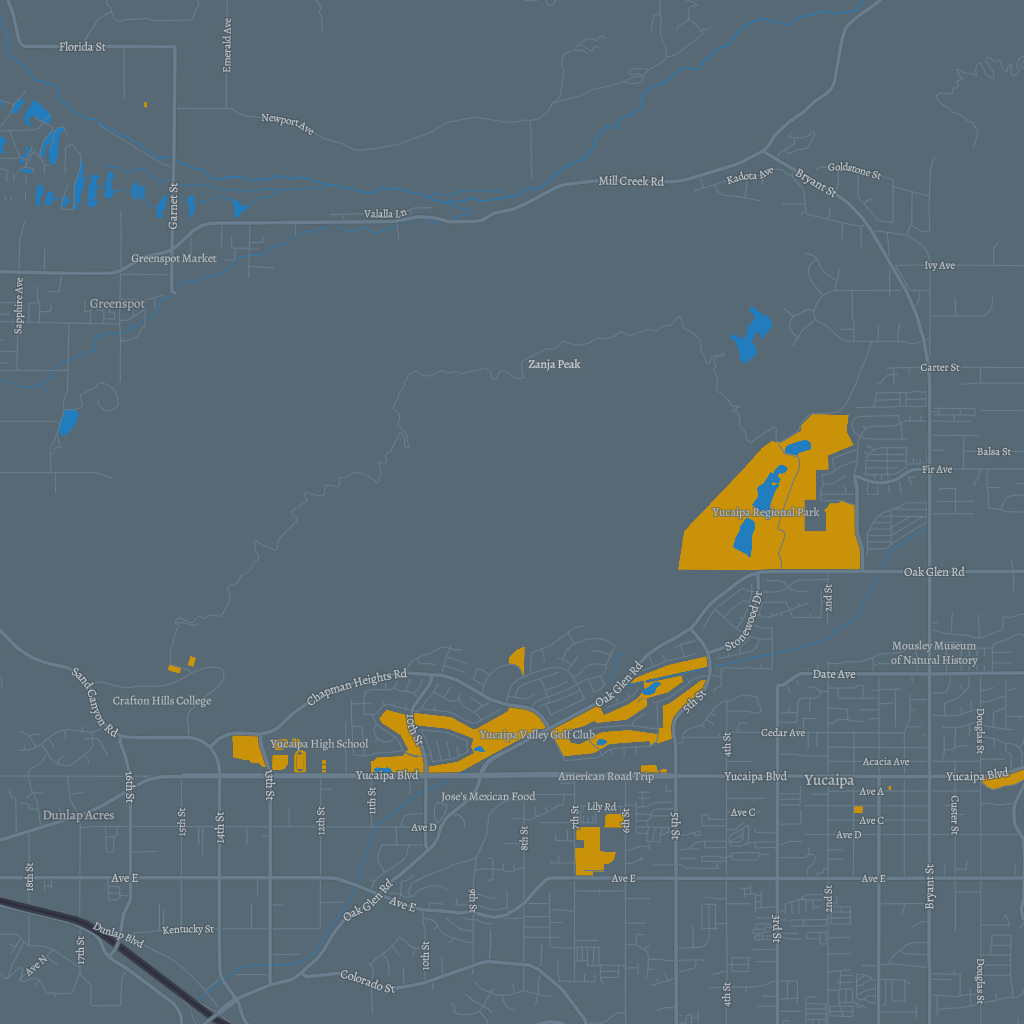 Florida St
Emerald Ave
Newport Ave
Garnet St
Valalla Ln
Mill Creek Rd
Kadota Ave
Goldstone St
Bryant St
Greenspot Market
Sapphire Ave
Greenspot
Ivy Ave
Zanja Peak
Carter St
Balsa St
Fir Ave
Yucaipa Regional Park
Oak Glen Rd
2nd St
Stonewood Dr
Mousley Museum
of Natural History
Date Ave
Sand Canyon Rd
Crafton Hills College
Chapman Heights Rd
Oak Glen Rd
5th St
10th St
Yucaipa Valley Golf Club
Yucaipa High School
4th St
Cedar Ave
Douglas St
Acacia Ave
16th St
13th St
Yucaipa Blvd
American Road Trip
Yucaipa Blvd
Yucaipa
Yucaipa Blvd
Ave A
11th St
Jose's Mexican Food
Dunlap Acres
15th St
14th St
12th St
Ave D
8th St
7th St
Lily Rd
6th St
5th St
Ave C
Ave C
Ave D
Custer St
18th St
Ave E
Ave E
Ave E
Bryant St
Oak Glen Rd
Ave E
9th St
2nd St
3rd St
Dunlap Blvd
Kentucky St
17th St
Ave N
10th St
Colorado St
4th St
Douglas St